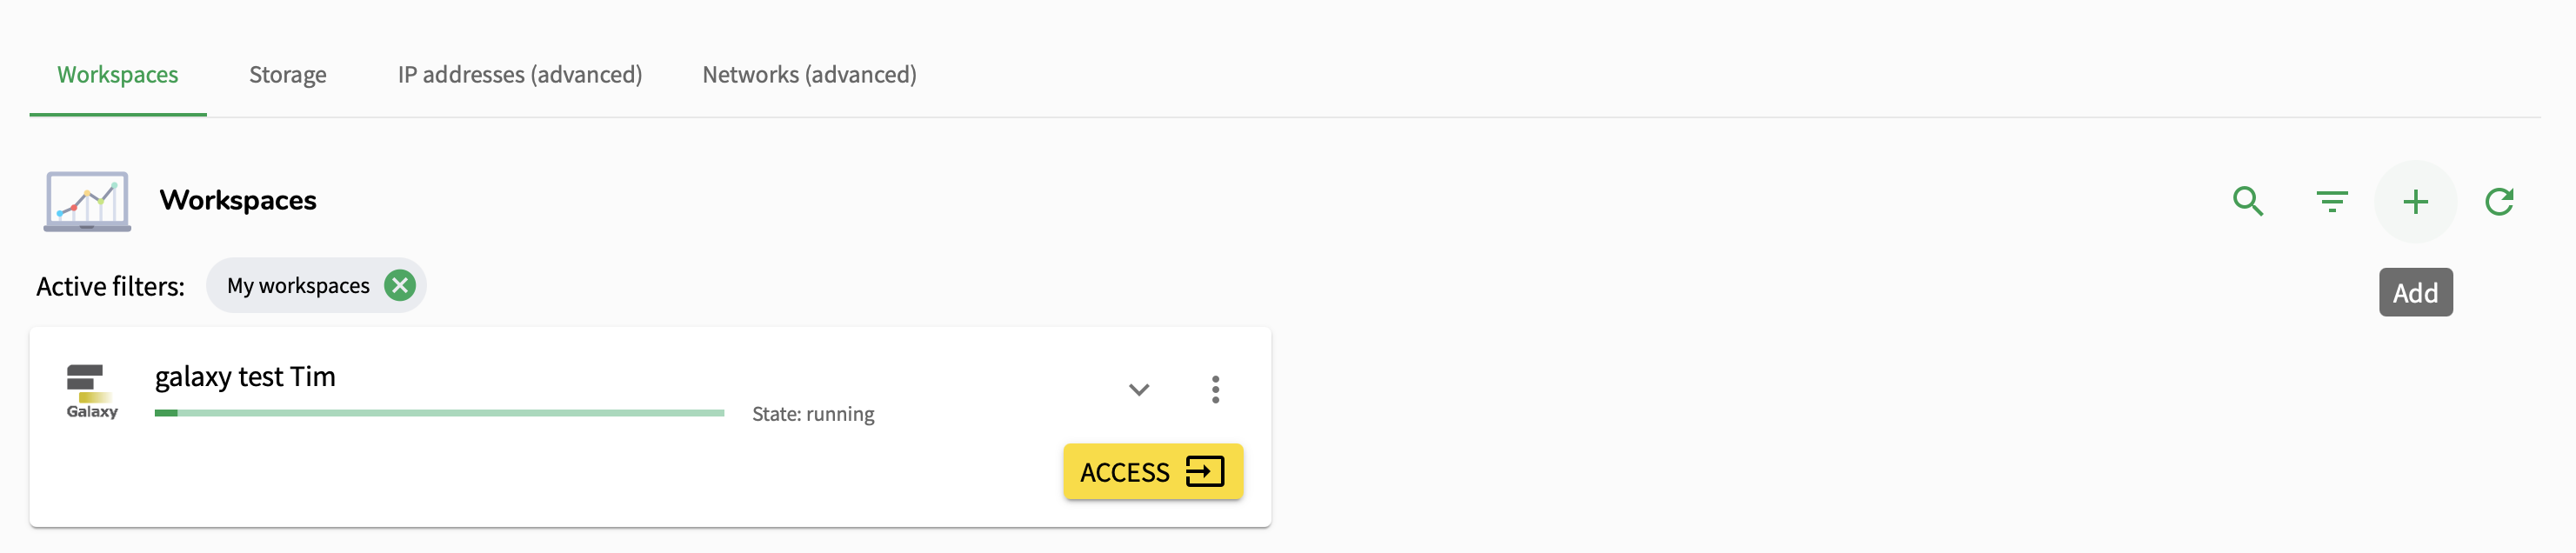 Workspaces Storage IP addresses (advanced) Networks (advanced)
Workspaces
Active filters: My workspaces
Add
galaxy test Tim
Galaxy
State: running
ACCESS